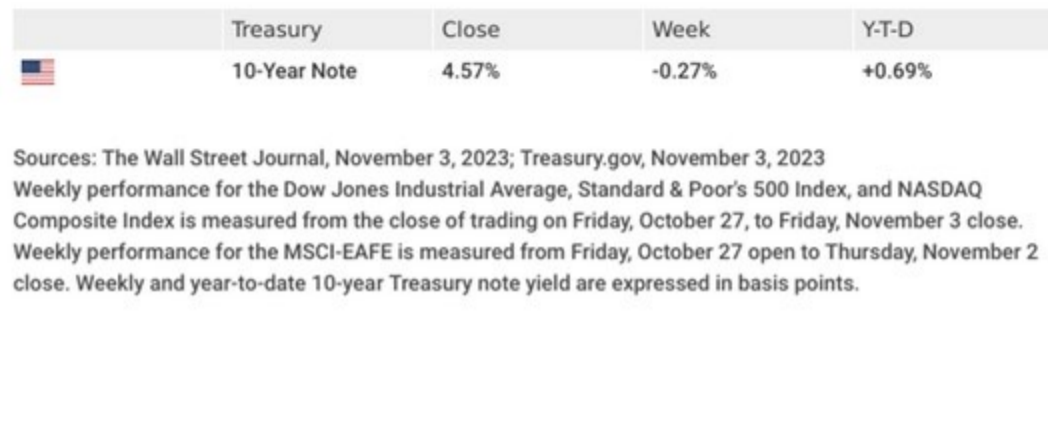 Treasury Close Week Y-T-D
10-Year Note 4.57% -0.27% +0.69%
Sources: The Wall Street Journal, November 3, 2023; Treasury.gov, November 3, 2023
Weekly performance for the Dow Jones Industrial Average, Standard & Poor's 500 Index, and NASDAQ
Composite Index is measured from the close of trading on Friday, October 27, to Friday, November 3 close.
Weekly performance for the MSCI-EAFE is measured from Friday, October 27 open to Thursday, November 2
close. Weekly and year-to-date 10-year Treasury note yield are expressed in basis points.